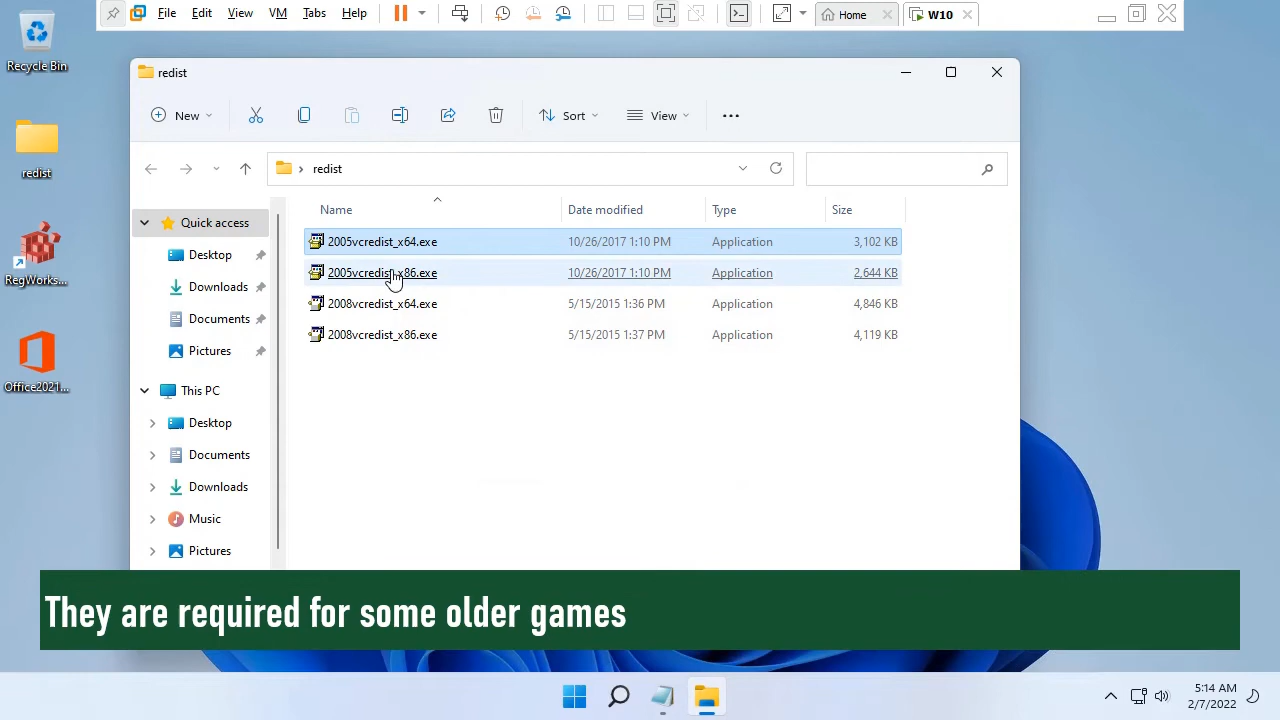 File Edit View VM Tabs Help Home W10
Recycle Bin
redist
RegWorks...
Office2021...
redist
New Sort View
redist
Name Date modified Type Size
Quick access
Desktop
Downloads
Documents
Pictures
This PC
Desktop
Documents
Downloads
Music
Pictures
2005vcredist_x64.exe 10/26/2017 1:10 PM Application 3,102 KB
2005vcredist_x86.exe 10/26/2017 1:10 PM Application 2,644 KB
2008vcredist_x64.exe 5/15/2015 1:36 PM Application 4,846 KB
2008vcredist_x86.exe 5/15/2015 1:37 PM Application 4,119 KB
They are required for some older games
5:14 AM
2/7/2022